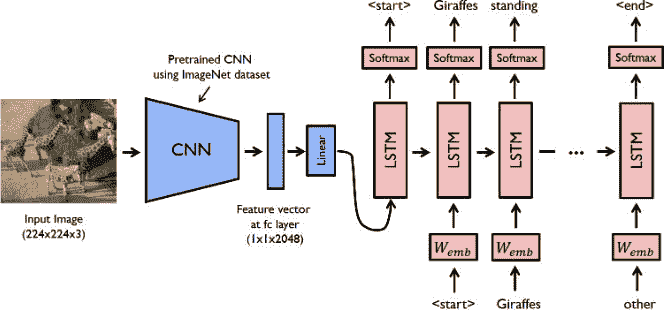 <start> Giraffes standing <end>
Softmax Softmax Softmax Softmax
Pretrained CNN
using ImageNet dataset
CNN
Linear
LSTM LSTM LSTM ... LSTM
Feature vector
at fc layer
(1x1x2048)
Input Image
(224x224x3)
W_emb W_emb W_emb
<start> Giraffes other